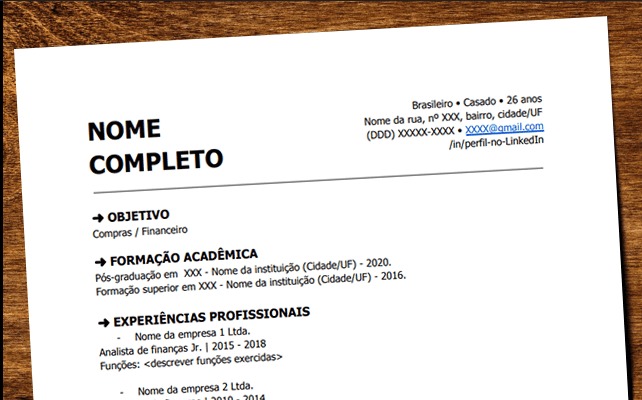 NOME
COMPLETO
Brasileiro • Casado • 26 anos
Nome da rua, nº XXX, bairro, cidade/UF
(DDD) XXXXX-XXXX • XXXX@gmail.com
/in/perfil-no-LinkedIn
➜ OBJETIVO
Compras / Financeiro
➜ FORMAÇÃO ACADÊMICA
Pós-graduação em XXX - Nome da instituição (Cidade/UF) - 2020.
Formação superior em XXX - Nome da instituição (Cidade/UF) - 2016.
➜ EXPERIÊNCIAS PROFISSIONAIS
- Nome da empresa 1 Ltda.
Analista de finanças Jr. | 2015 - 2018
Funções: <descrever funções exercidas>
- Nome da empresa 2 Ltda.
| 2010 - 2014